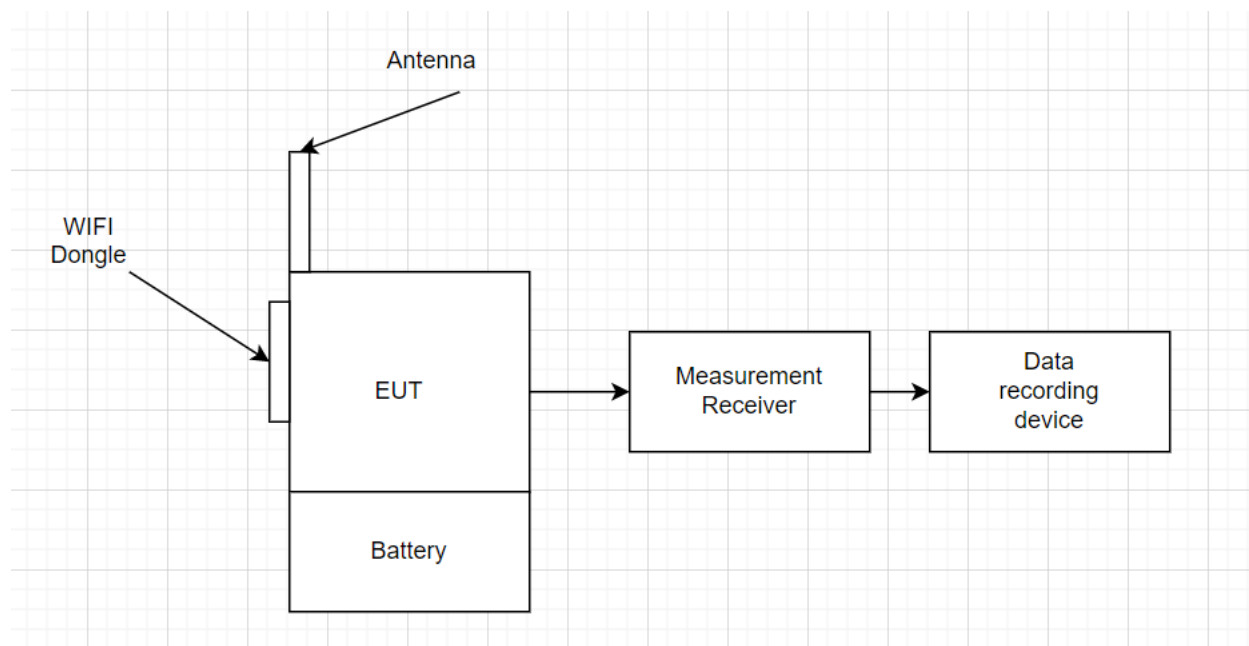 Antenna
WIFI
Dongle
EUT
Measurement
Receiver
Data
recording
device
Battery